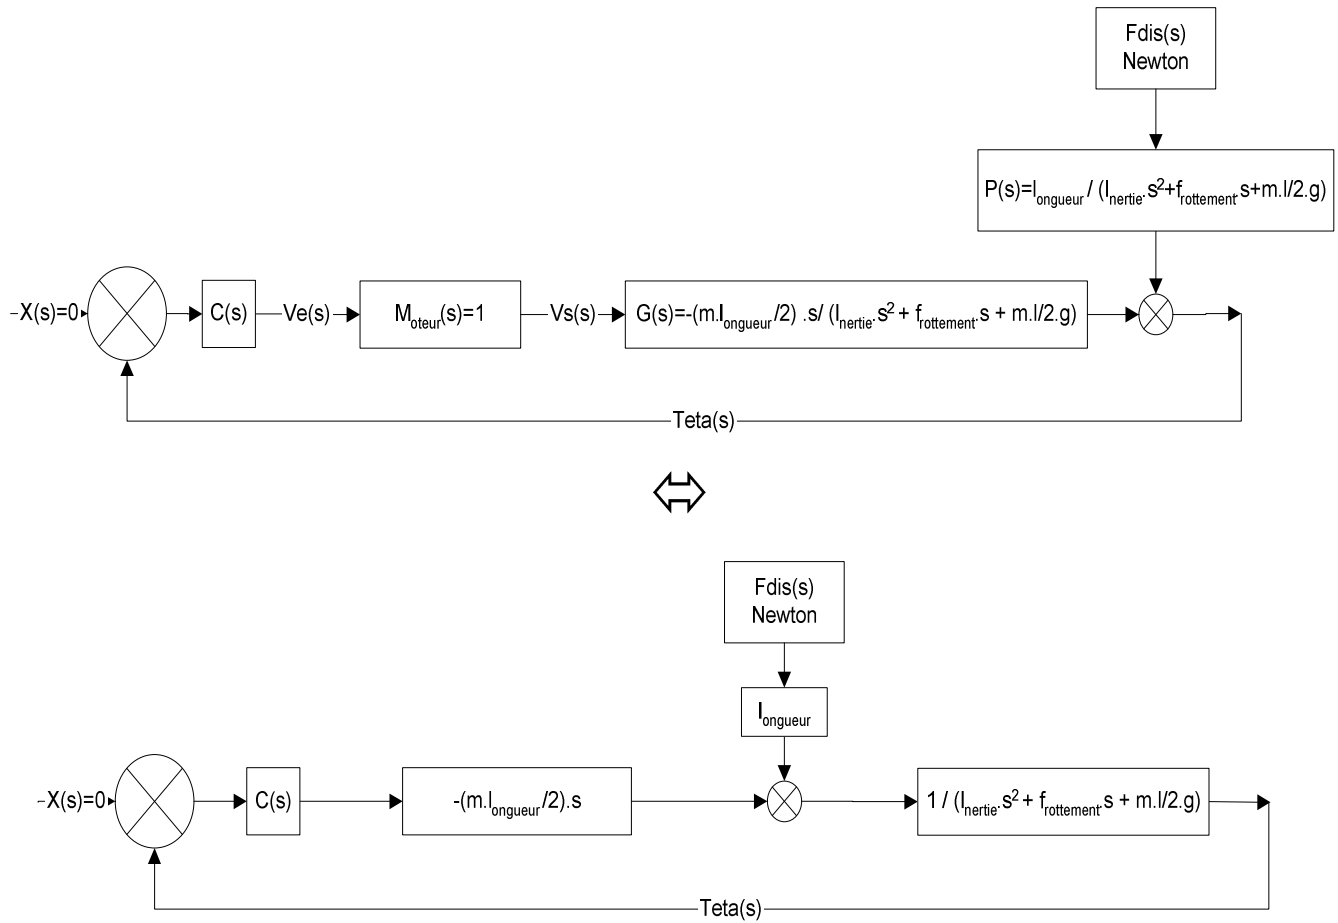 Fdis(s)
Newton
P(s)=longueur / (Inertie.s²+frottement.s+m.l/2.g)
X(s)=0
C(s)
Ve(s)
Moteur(s)=1
Vs(s)
G(s)=-(m.longueur/2) .s/ (Inertie.s² + frottement.s + m.l/2.g)
Teta(s)
Fdis(s)
Newton
longueur
X(s)=0
C(s)
-(m.longueur/2).s
1 / (Inertie.s² + frottement.s + m.l/2.g)
Teta(s)